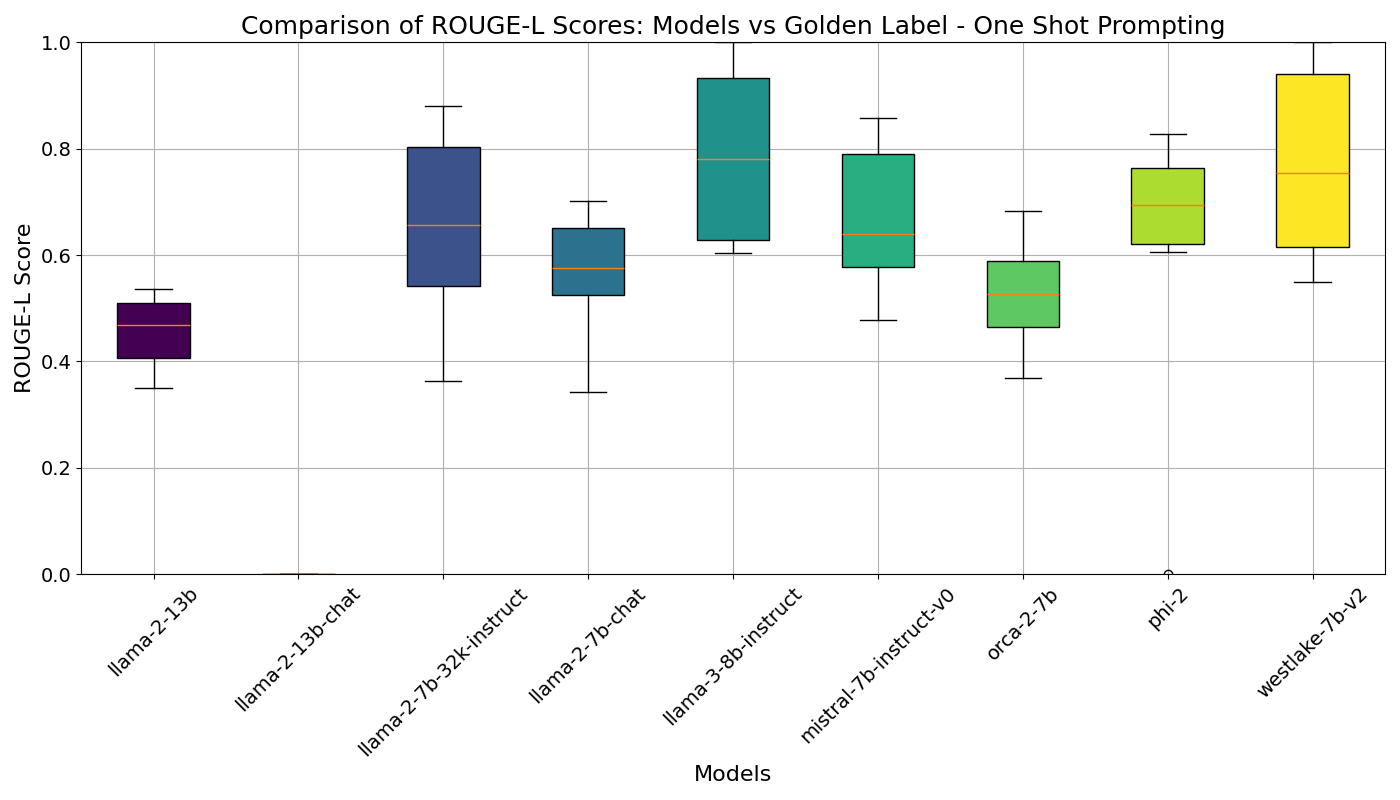 Comparison of ROUGE-L Scores: Models vs Golden Label - One Shot Prompting
ROUGE-L Score
1.0
0.8
0.6
0.4
0.2
0.0
llama-2-13b
llama-2-13b-chat
llama-2-7b-32k-instruct
llama-2-7b-chat
llama-3-8b-instruct
mistral-7b-instruct-v0
orca-2-7b
phi-2
westlake-7b-v2
Models